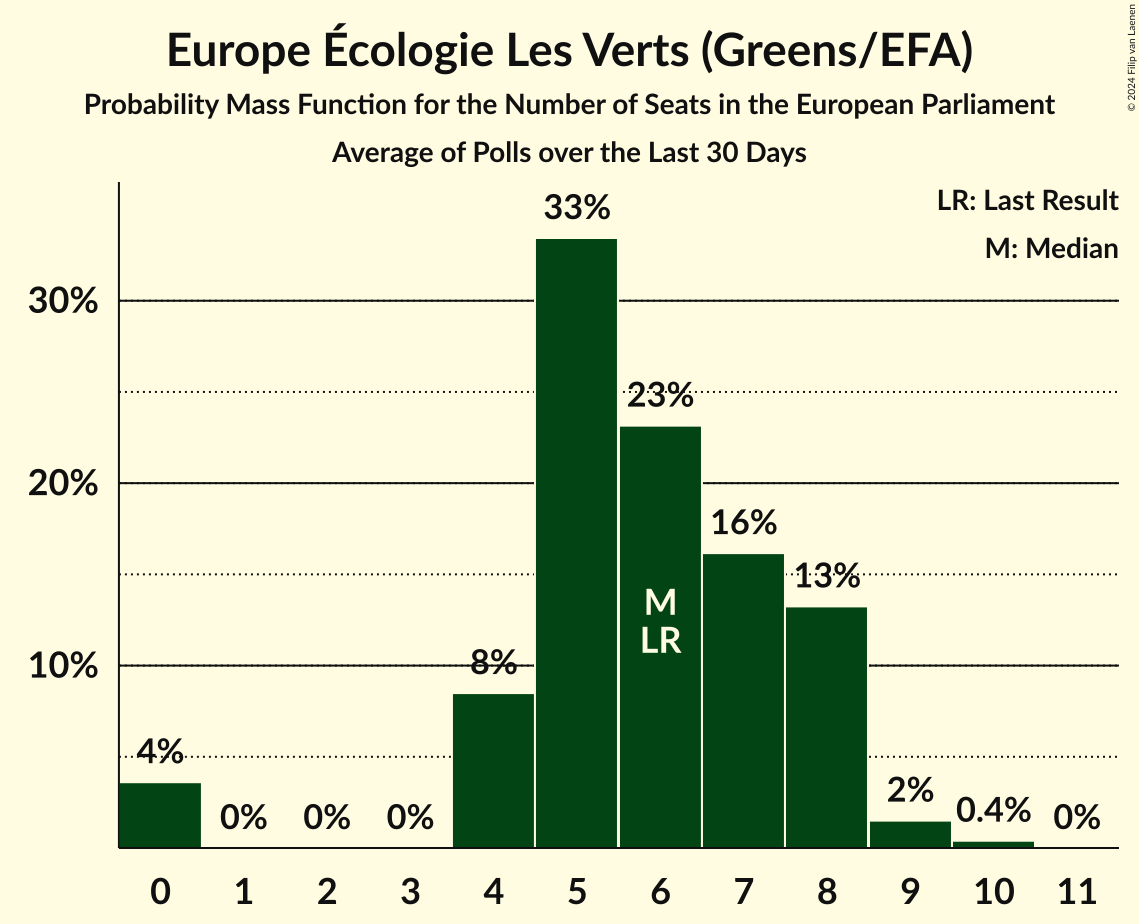 Europe Écologie Les Verts (Greens/EFA)
Probability Mass Function for the Number of Seats in the European Parliament
Average of Polls over the Last 30 Days
© 2024 Filip van Laenen
LR: Last Result
M: Median
33%
30%
23%
20%
16%
13%
M
LR
10%
8%
4%
0%
0%
0%
2%
0.4%
0%
0 1 2 3 4 5 6 7 8 9 10 11